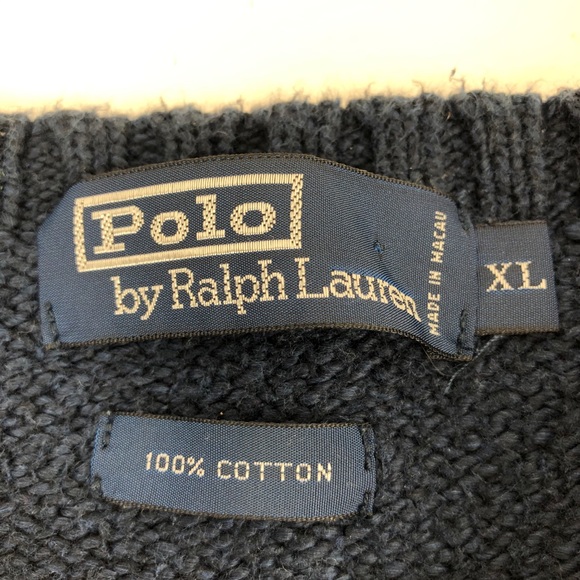 Polo
by Ralph Lauren
MADE IN MACAU
XL
100% COTTON